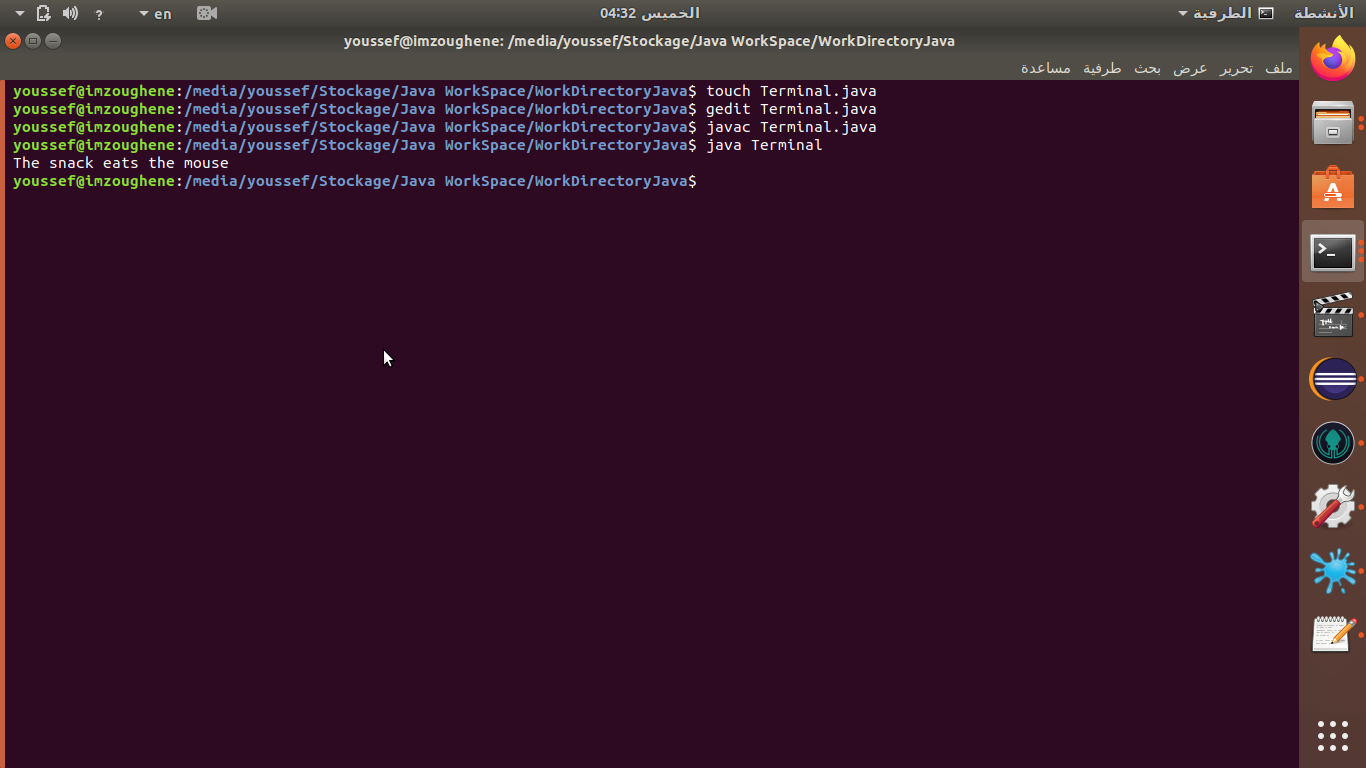 الأنشطة الطرفية الخميس 04:32 en ?
youssef@imzoughene: /media/youssef/Stockage/Java WorkSpace/WorkDirectoryJava
ملف تحرير عرض بحث طرفية مساعدة
youssef@imzoughene:/media/youssef/Stockage/Java WorkSpace/WorkDirectoryJava$ touch Terminal.java
youssef@imzoughene:/media/youssef/Stockage/Java WorkSpace/WorkDirectoryJava$ gedit Terminal.java
youssef@imzoughene:/media/youssef/Stockage/Java WorkSpace/WorkDirectoryJava$ javac Terminal.java
youssef@imzoughene:/media/youssef/Stockage/Java WorkSpace/WorkDirectoryJava$ java Terminal
The snack eats the mouse
youssef@imzoughene:/media/youssef/Stockage/Java WorkSpace/WorkDirectoryJava$